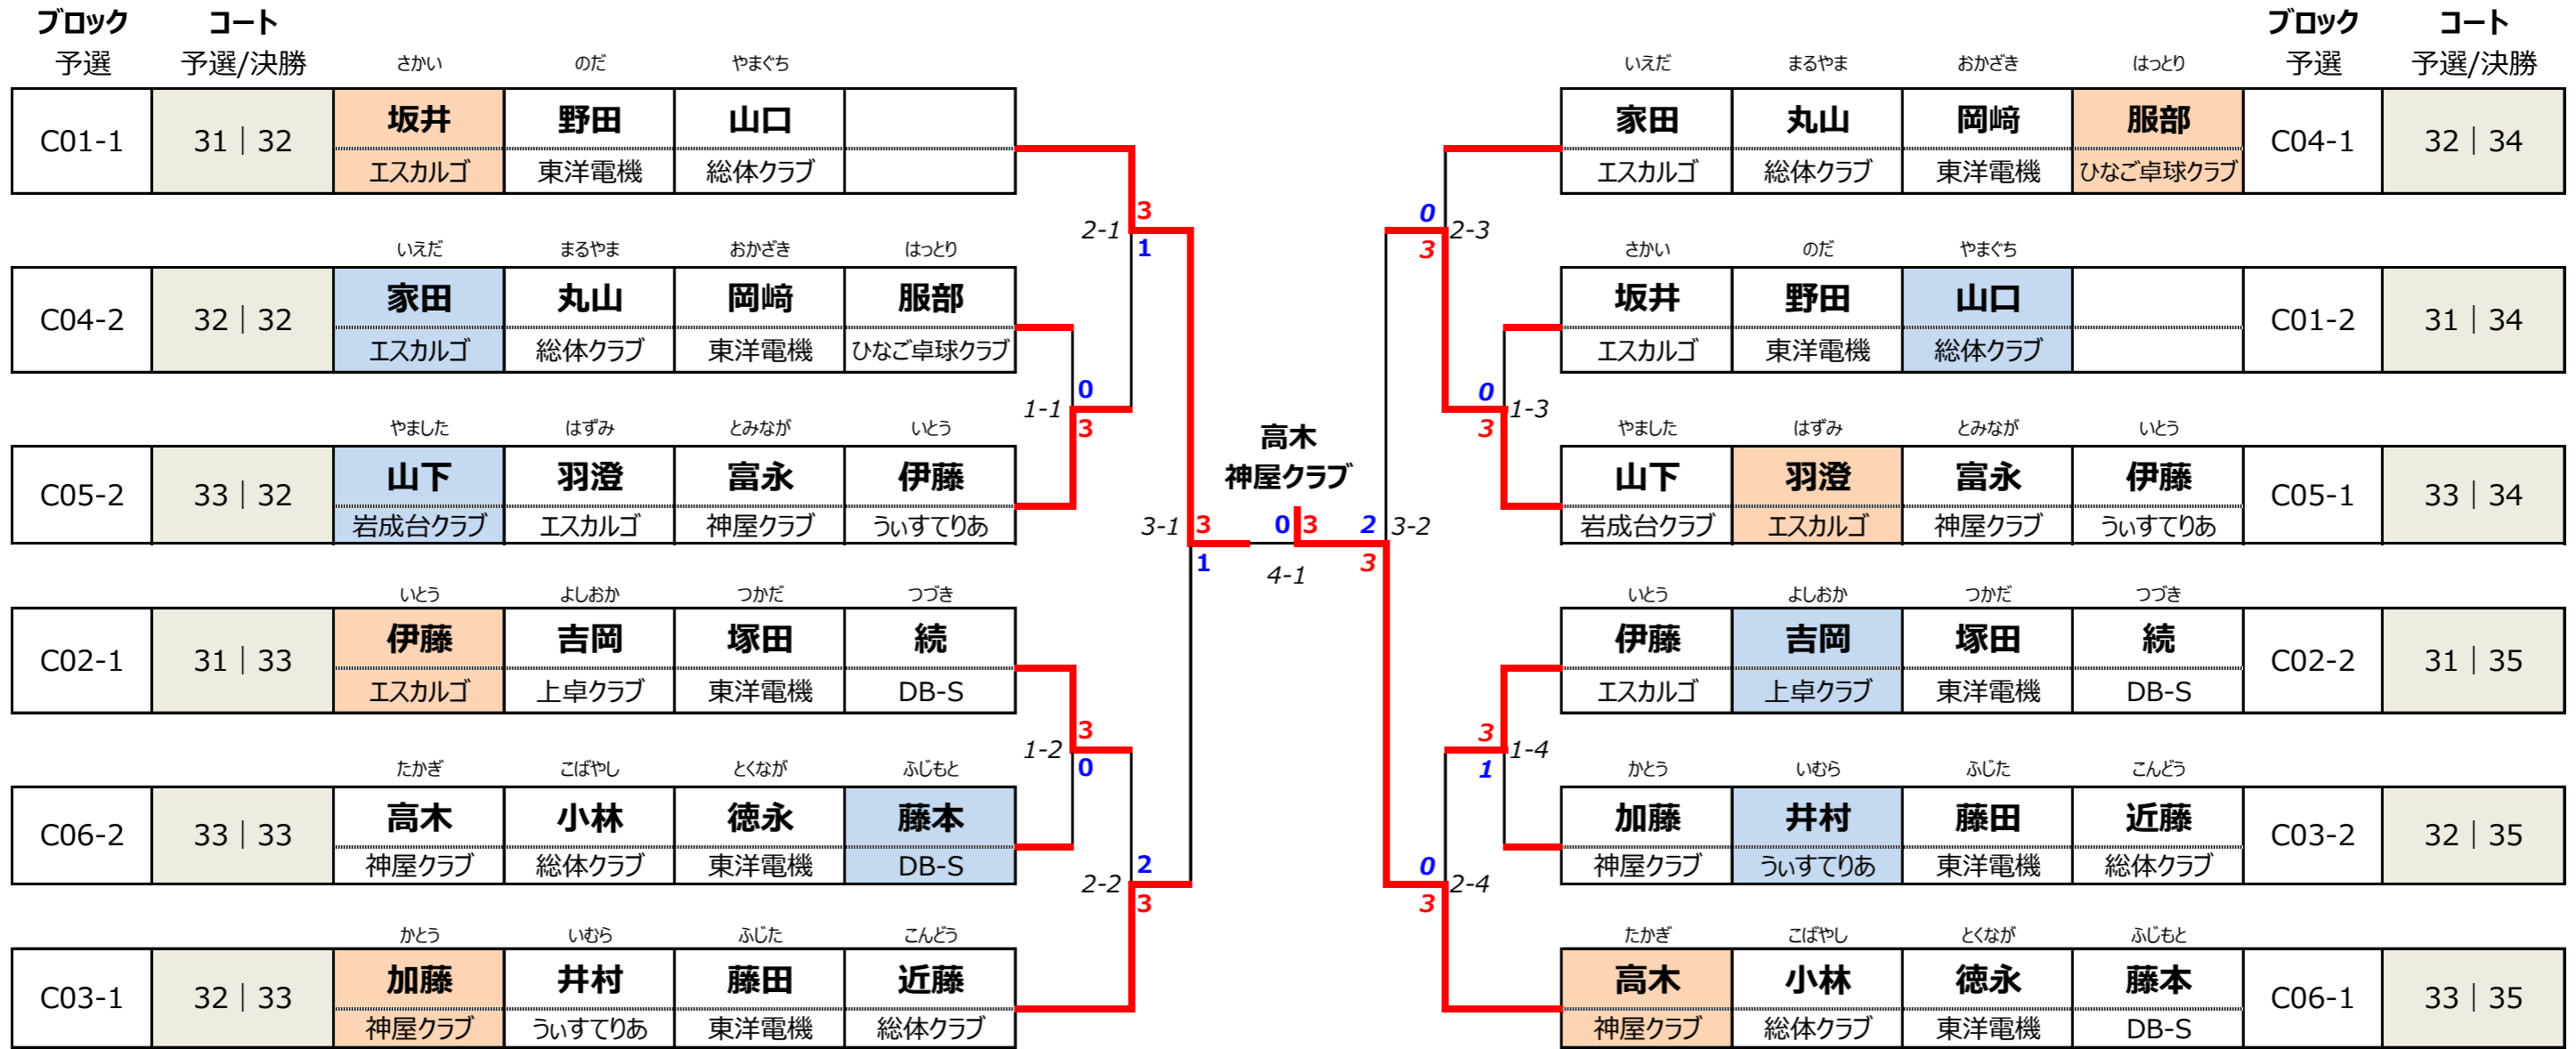 ブロック コート ブロック コート
予選 予選/決勝 さかい のだ やまぐち いえだ まるやま おかざき はっとり 予選 予選/決勝
C01-1 31｜32 坂井 野田 山口 家田 丸山 岡﨑 服部 C04-1 32｜34
エスカルゴ 東洋電機 総体クラブ エスカルゴ 総体クラブ 東洋電機 ひなご卓球クラブ
3 0
2-1 2-3
1 3
いえだ まるやま おかざき はっとり さかい のだ やまぐち
C04-2 32｜32 家田 丸山 岡﨑 服部 坂井 野田 山口 C01-2 31｜34
エスカルゴ 総体クラブ 東洋電機 ひなご卓球クラブ エスカルゴ 東洋電機 総体クラブ
0 0
1-1 1-3
3 3
やました はずみ とみなが いとう 高木 やました はずみ とみなが いとう
C05-2 33｜32 山下 羽澄 富永 伊藤 神屋クラブ 山下 羽澄 富永 伊藤 C05-1 33｜34
岩成台クラブ エスカルゴ 神屋クラブ うぃすてりあ 3-1 3 0 3 2 3-2 岩成台クラブ エスカルゴ 神屋クラブ うぃすてりあ
1 4-1 3
いとう よしおか つかだ つづき いとう よしおか つかだ つづき
C02-1 31｜33 伊藤 吉岡 塚田 続 伊藤 吉岡 塚田 続 C02-2 31｜35
エスカルゴ 上卓クラブ 東洋電機 DB-S エスカルゴ 上卓クラブ 東洋電機 DB-S
3 3
1-2 1-4
0 1
たかぎ こばやし とくなが ふじもと かとう いむら ふじた こんどう
C06-2 33｜33 高木 小林 徳永 藤本 加藤 井村 藤田 近藤 C03-2 32｜35
神屋クラブ 総体クラブ 東洋電機 DB-S 2 0 神屋クラブ うぃすてりあ 東洋電機 総体クラブ
2-2 2-4
3 3
かとう いむら ふじた こんどう たかぎ こばやし とくなが ふじもと
C03-1 32｜33 加藤 井村 藤田 近藤 高木 小林 徳永 藤本 C06-1 33｜35
神屋クラブ うぃすてりあ 東洋電機 総体クラブ 神屋クラブ 総体クラブ 東洋電機 DB-S